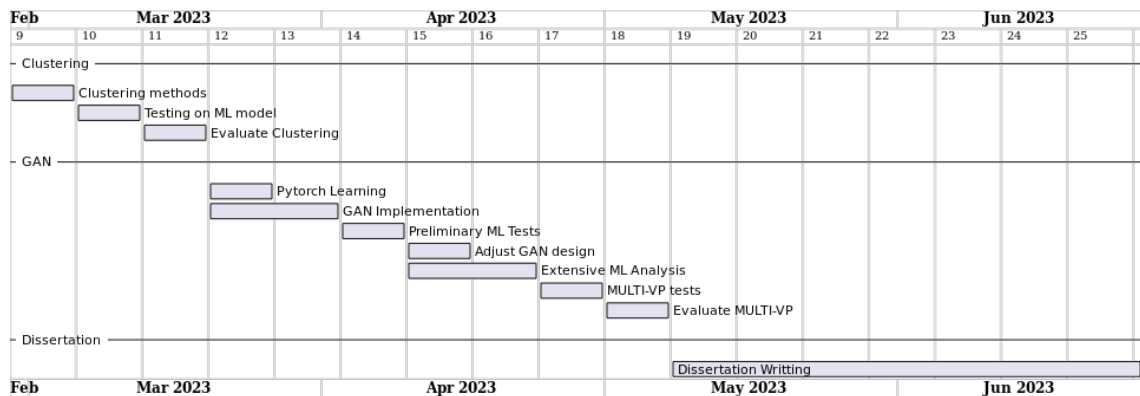 Feb Mar 2023 Apr 2023 May 2023 Jun 2023
9 10 11 12 13 14 15 16 17 18 19 20 21 22 23 24 25
Clustering
Clustering methods
Testing on ML model
Evaluate Clustering
GAN
Pytorch Learning
GAN Implementation
Preliminary ML Tests
Adjust GAN design
Extensive ML Analysis
MULTI-VP tests
Evaluate MULTI-VP
Dissertation
Dissertation Writting
Feb Mar 2023 Apr 2023 May 2023 Jun 2023